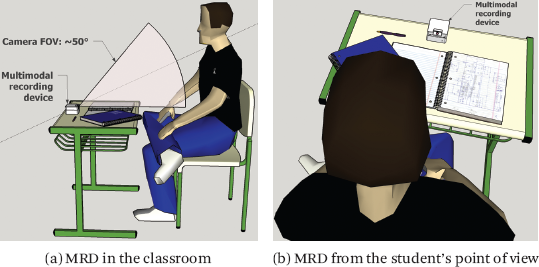 Camera FOV: ~50°
Multimodal
recording
device
(a) MRD in the classroom
Multimodal
recording device
(b) MRD from the student's point of view